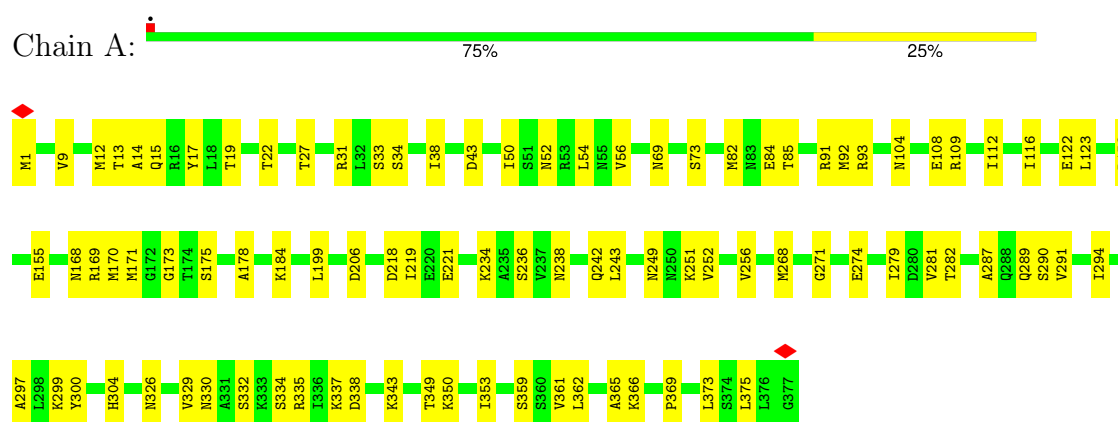 Chain A:
75% 25%
M1 V9 M12 T13 A14 Q15 R16 Y17 L18 T19 T22 T27 R31 L32 S33 S34 I38 D43 I50 S51 N52 R53 L54 N55 V56 N69 S73 M82 N83 E84 T85 R91 M92 R93 N104 E108 R109 I112 I116 E122 L123
E155 N168 R169 M170 M171 G172 G173 T174 S175 A178 K184 L199 D206 D218 I219 E220 E221 K234 A235 S236 V237 N238 Q242 L243 N249 N250 K251 V252 V256 M268 G271 E274 I279 D280 V281 T282 A287 Q288 Q289 S290 V291 I294
A297 L298 K299 Y300 H304 N326 V329 N330 A331 S332 K333 S334 R335 I336 K337 D338 K343 T349 K350 I353 S359 S360 V361 L362 A365 K366 P369 L373 S374 L375 L376 G377